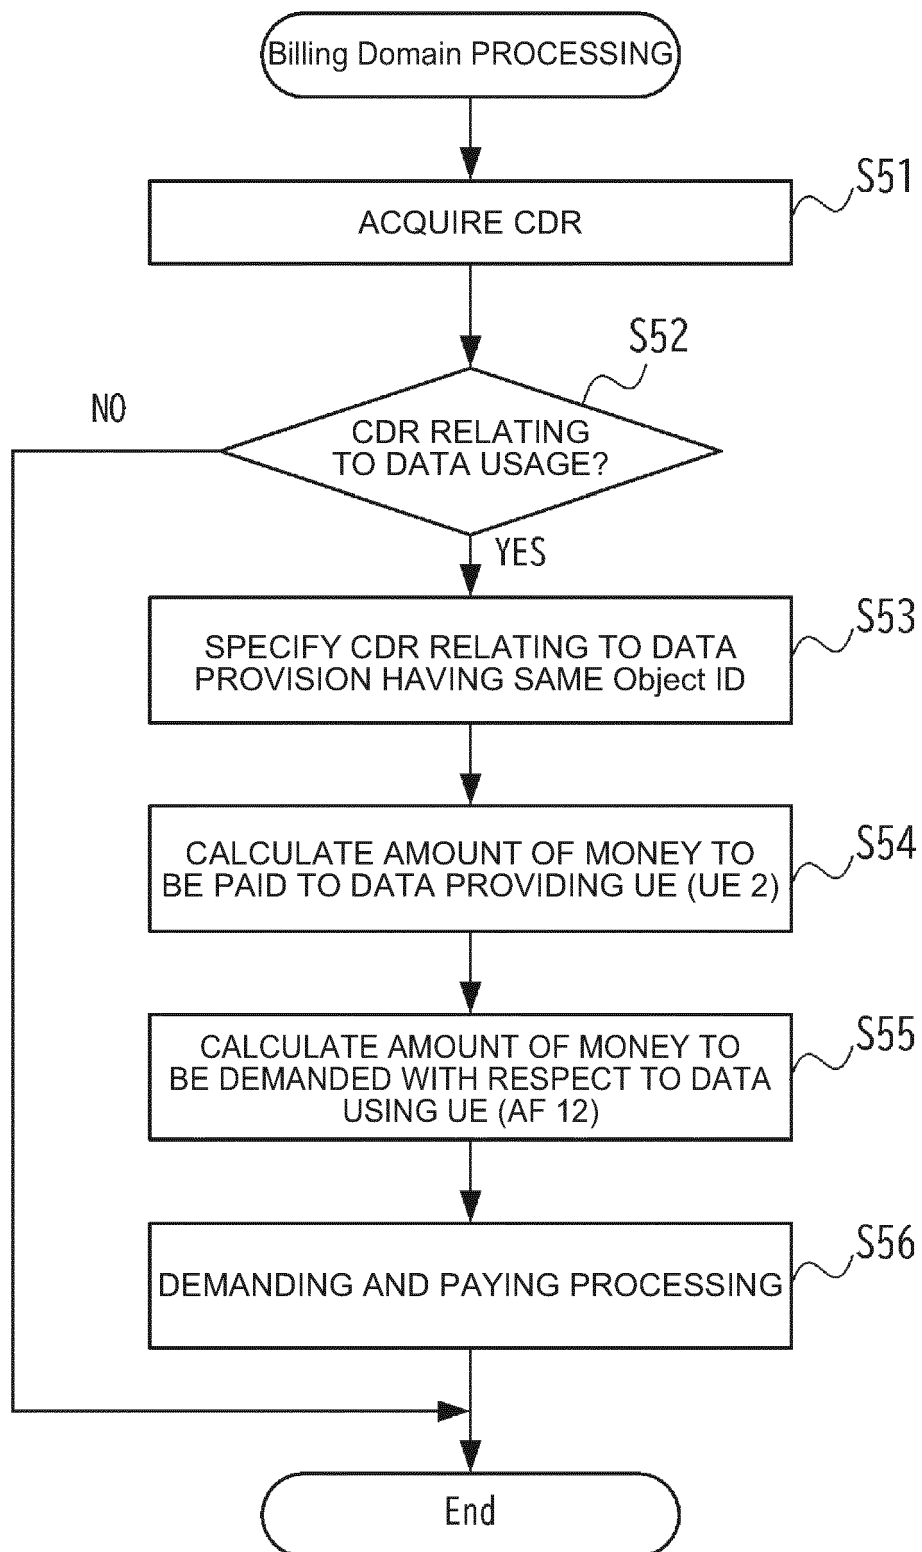 Billing Domain PROCESSING
S51
ACQUIRE CDR
S52
NO
CDR RELATING
TO DATA USAGE?
YES
S53
SPECIFY CDR RELATING TO DATA
PROVISION HAVING SAME Object ID
S54
CALCULATE AMOUNT OF MONEY TO
BE PAID TO DATA PROVIDING UE (UE 2)
S55
CALCULATE AMOUNT OF MONEY TO
BE DEMANDED WITH RESPECT TO DATA
USING UE (AF 12)
S56
DEMANDING AND PAYING PROCESSING
End